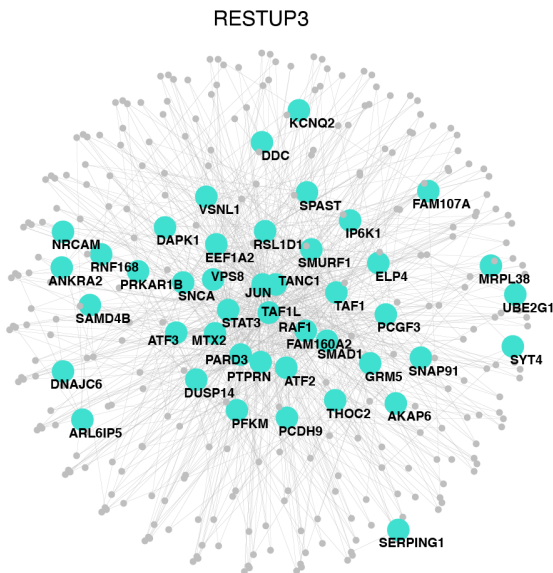 RESTUP3
KCNQ2
DDC
VSNL1
SPAST
FAM107A
IP6K1
NRCAM
DAPK1
RSL1D1
EEF1A2
SMURF1
RNF168
ANKRA2
PRKAR1B
VPS8
TANC1
ELP4
MRPL38
SNCA
JUN
UBE2G1
SAMD4B
TAF1
STAT3
TAF1L
PCGF3
RAF1
ATF3
MTX2
FAM160A2
SMAD1
SYT4
PARD3
SNAP91
PTPRN
ATF2
GRM5
DNAJC6
DUSP14
THOC2
AKAP6
PFKM
PCDH9
ARL6IP5
SERPING1